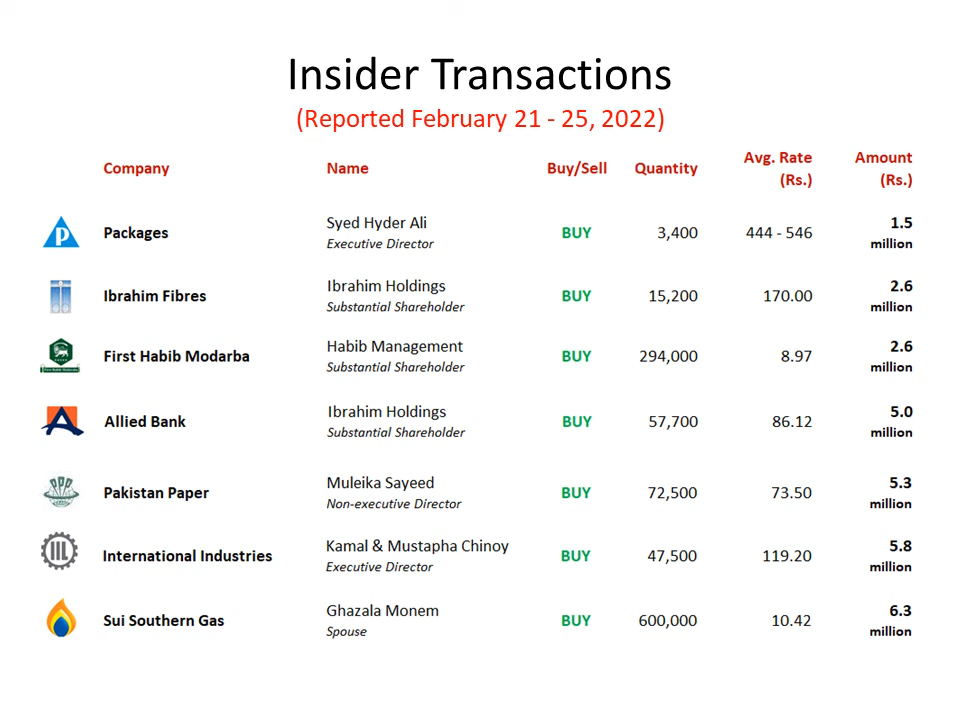 Insider Transactions
(Reported February 21 - 25, 2022)
Company Name Buy/Sell Quantity Avg. Rate (Rs.) Amount (Rs.)
P
Packages Syed Hyder Ali BUY 3,400 444 - 546 1.5
Executive Director million
Ibrahim Fibres Ibrahim Holdings BUY 15,200 170.00 2.6
Substantial Shareholder million
First Habib Modarba Habib Management BUY 294,000 8.97 2.6
Substantial Shareholder million
Allied Bank Ibrahim Holdings BUY 57,700 86.12 5.0
Substantial Shareholder million
PPP
Pakistan Paper Muleika Sayeed BUY 72,500 73.50 5.3
Non-executive Director million
IIL
International Industries Kamal & Mustapha Chinoy BUY 47,500 119.20 5.8
Executive Director million
Sui Southern Gas Ghazala Monem BUY 600,000 10.42 6.3
Spouse million